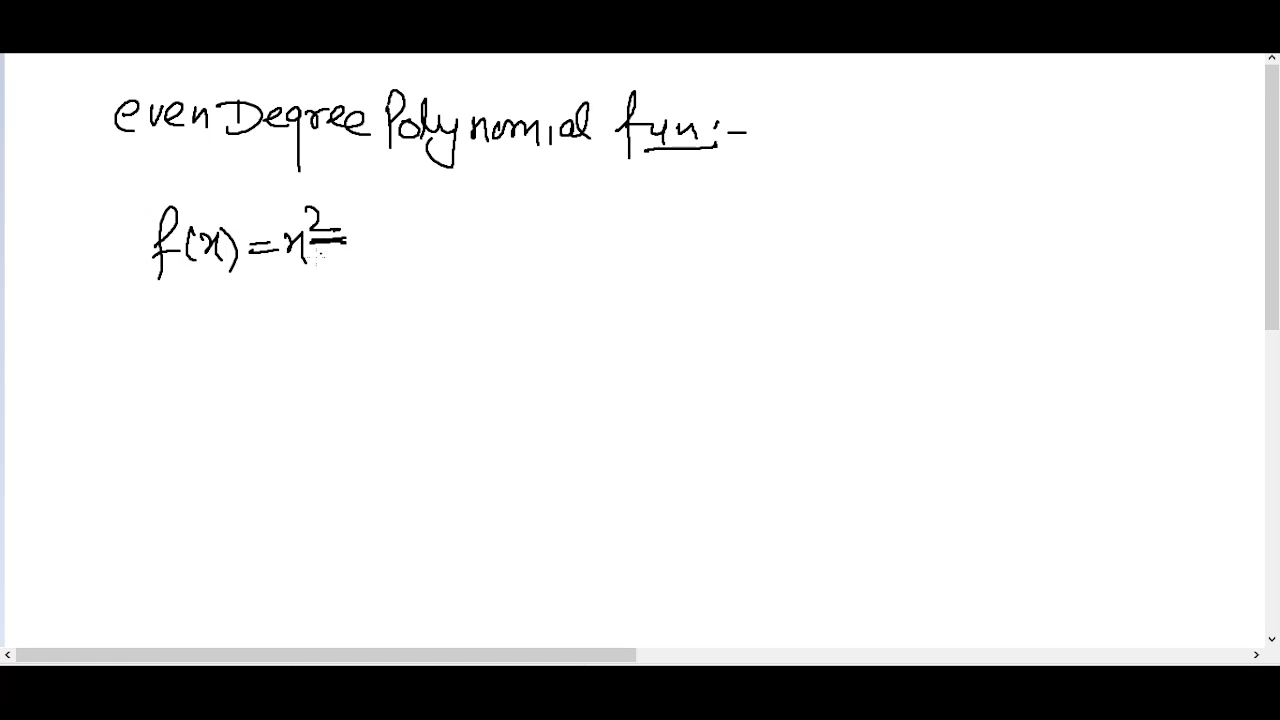 even Degree Polynomial fun :-
f(x) = x²